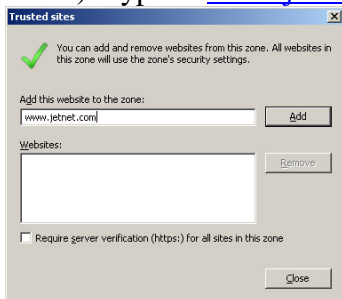 Trusted sites
You can add and remove websites from this zone. All websites in
this zone will use the zone's security settings.
Add this website to the zone:
www.jetnet.com
Add
Websites:
Remove
Require server verification (https:) for all sites in this zone
Close